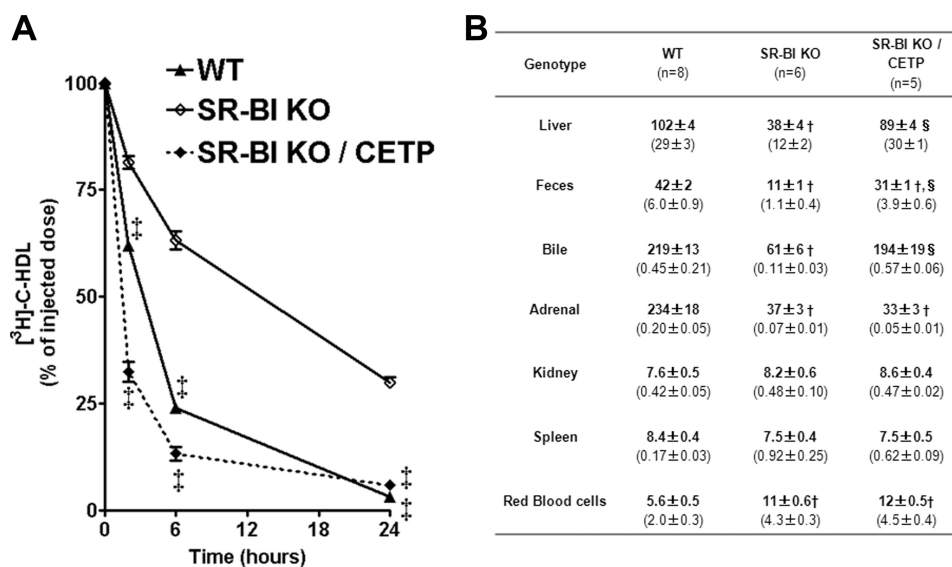 A
WT
SR-BI KO
SR-BI KO / CETP
100
75
50
25
0
[³H]-C-HDL
(% of injected dose)
‡
‡
‡
‡
‡
‡
0 6 12 18 24
Time (hours)
B
Genotype WT (n=8) SR-BI KO (n=6) SR-BI KO / CETP (n=5)
Liver 102±4 38±4 † 89±4 §
(29±3) (12±2) (30±1)
Feces 42±2 11±1 † 31±1 †,§
(6.0±0.9) (1.1±0.4) (3.9±0.6)
Bile 219±13 61±6 † 194±19 §
(0.45±0.21) (0.11±0.03) (0.57±0.06)
Adrenal 234±18 37±3 † 33±3 †
(0.20±0.05) (0.07±0.01) (0.05±0.01)
Kidney 7.6±0.5 8.2±0.6 8.6±0.4
(0.42±0.05) (0.48±0.10) (0.47±0.02)
Spleen 8.4±0.4 7.5±0.4 7.5±0.5
(0.17±0.03) (0.92±0.25) (0.62±0.09)
Red Blood cells 5.6±0.5 11±0.6† 12±0.5†
(2.0±0.3) (4.3±0.3) (4.5±0.4)